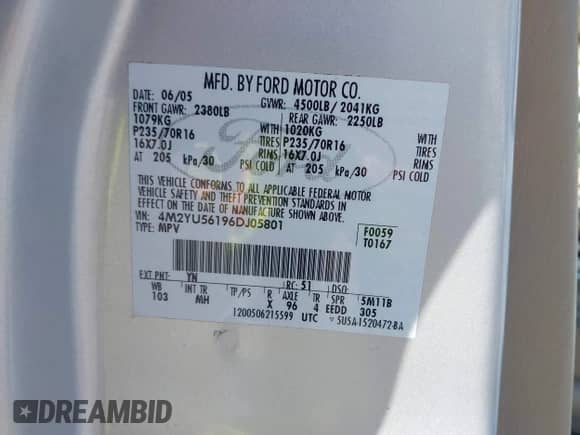 MFD. BY FORD MOTOR CO.
DATE: 06/05 GVWR: 4500LB/ 2041KG
FRONT GAWR: 2380LB REAR GAWR: 2250LB
1079KG WITH 1020KG WITH
P235/70R16 TIRES P235/70R16 TIRES
16X7.0J RIMS 16X7.0J RIMS
AT 205 kPa/30 PSI COLD AT 205 kPa/30 PSI COLD
THIS VEHICLE CONFORMS TO ALL APPLICABLE FEDERAL MOTOR
VEHICLE SAFETY AND THEFT PREVENTION STANDARDS IN EFFECT
ON THE DATE OF MANUFACTURE SHOWN ABOVE.
VIN: 4M2YU56196DJ05801 F0059
TYPE: MPV T0167
Ford
EXT PNT: YN RC: 51 DSO:
WB INT TR TP/PS R AXLE TR SPR 5M11B
103 MH X 96 4 EEDD 305
1200506215599 UTC ▽ 5U5A-1520472-BA
DREAMBID